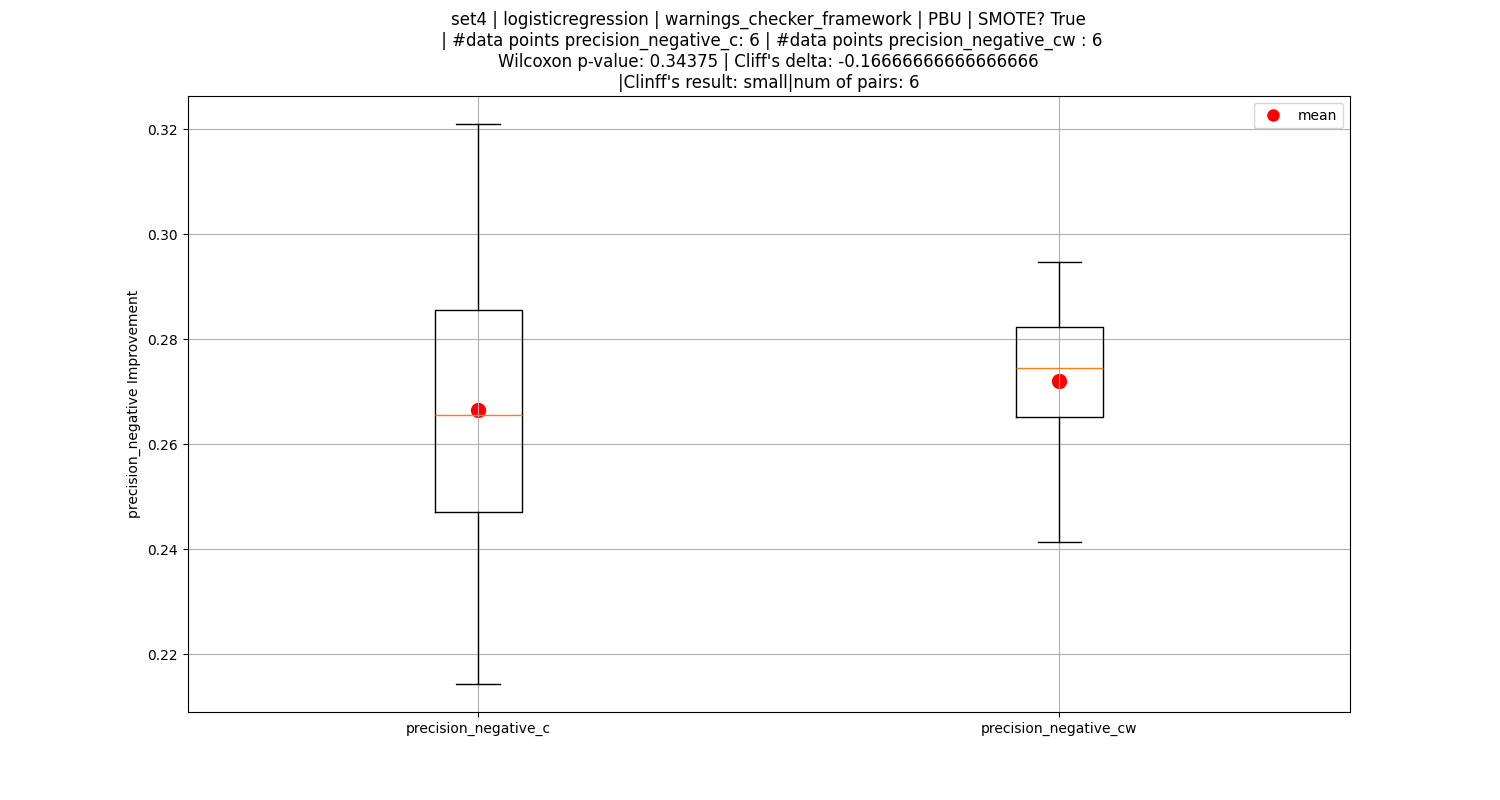 set4 | logisticregression | warnings_checker_framework | PBU | SMOTE? True
| #data points precision_negative_c: 6 | #data points precision_negative_cw : 6
Wilcoxon p-value: 0.34375 | Cliff's delta: -0.16666666666666666
|Clinff's result: small|num of pairs: 6
mean
0.32
0.30
0.28
0.26
0.24
0.22
precision_negative Improvement
precision_negative_c
precision_negative_cw